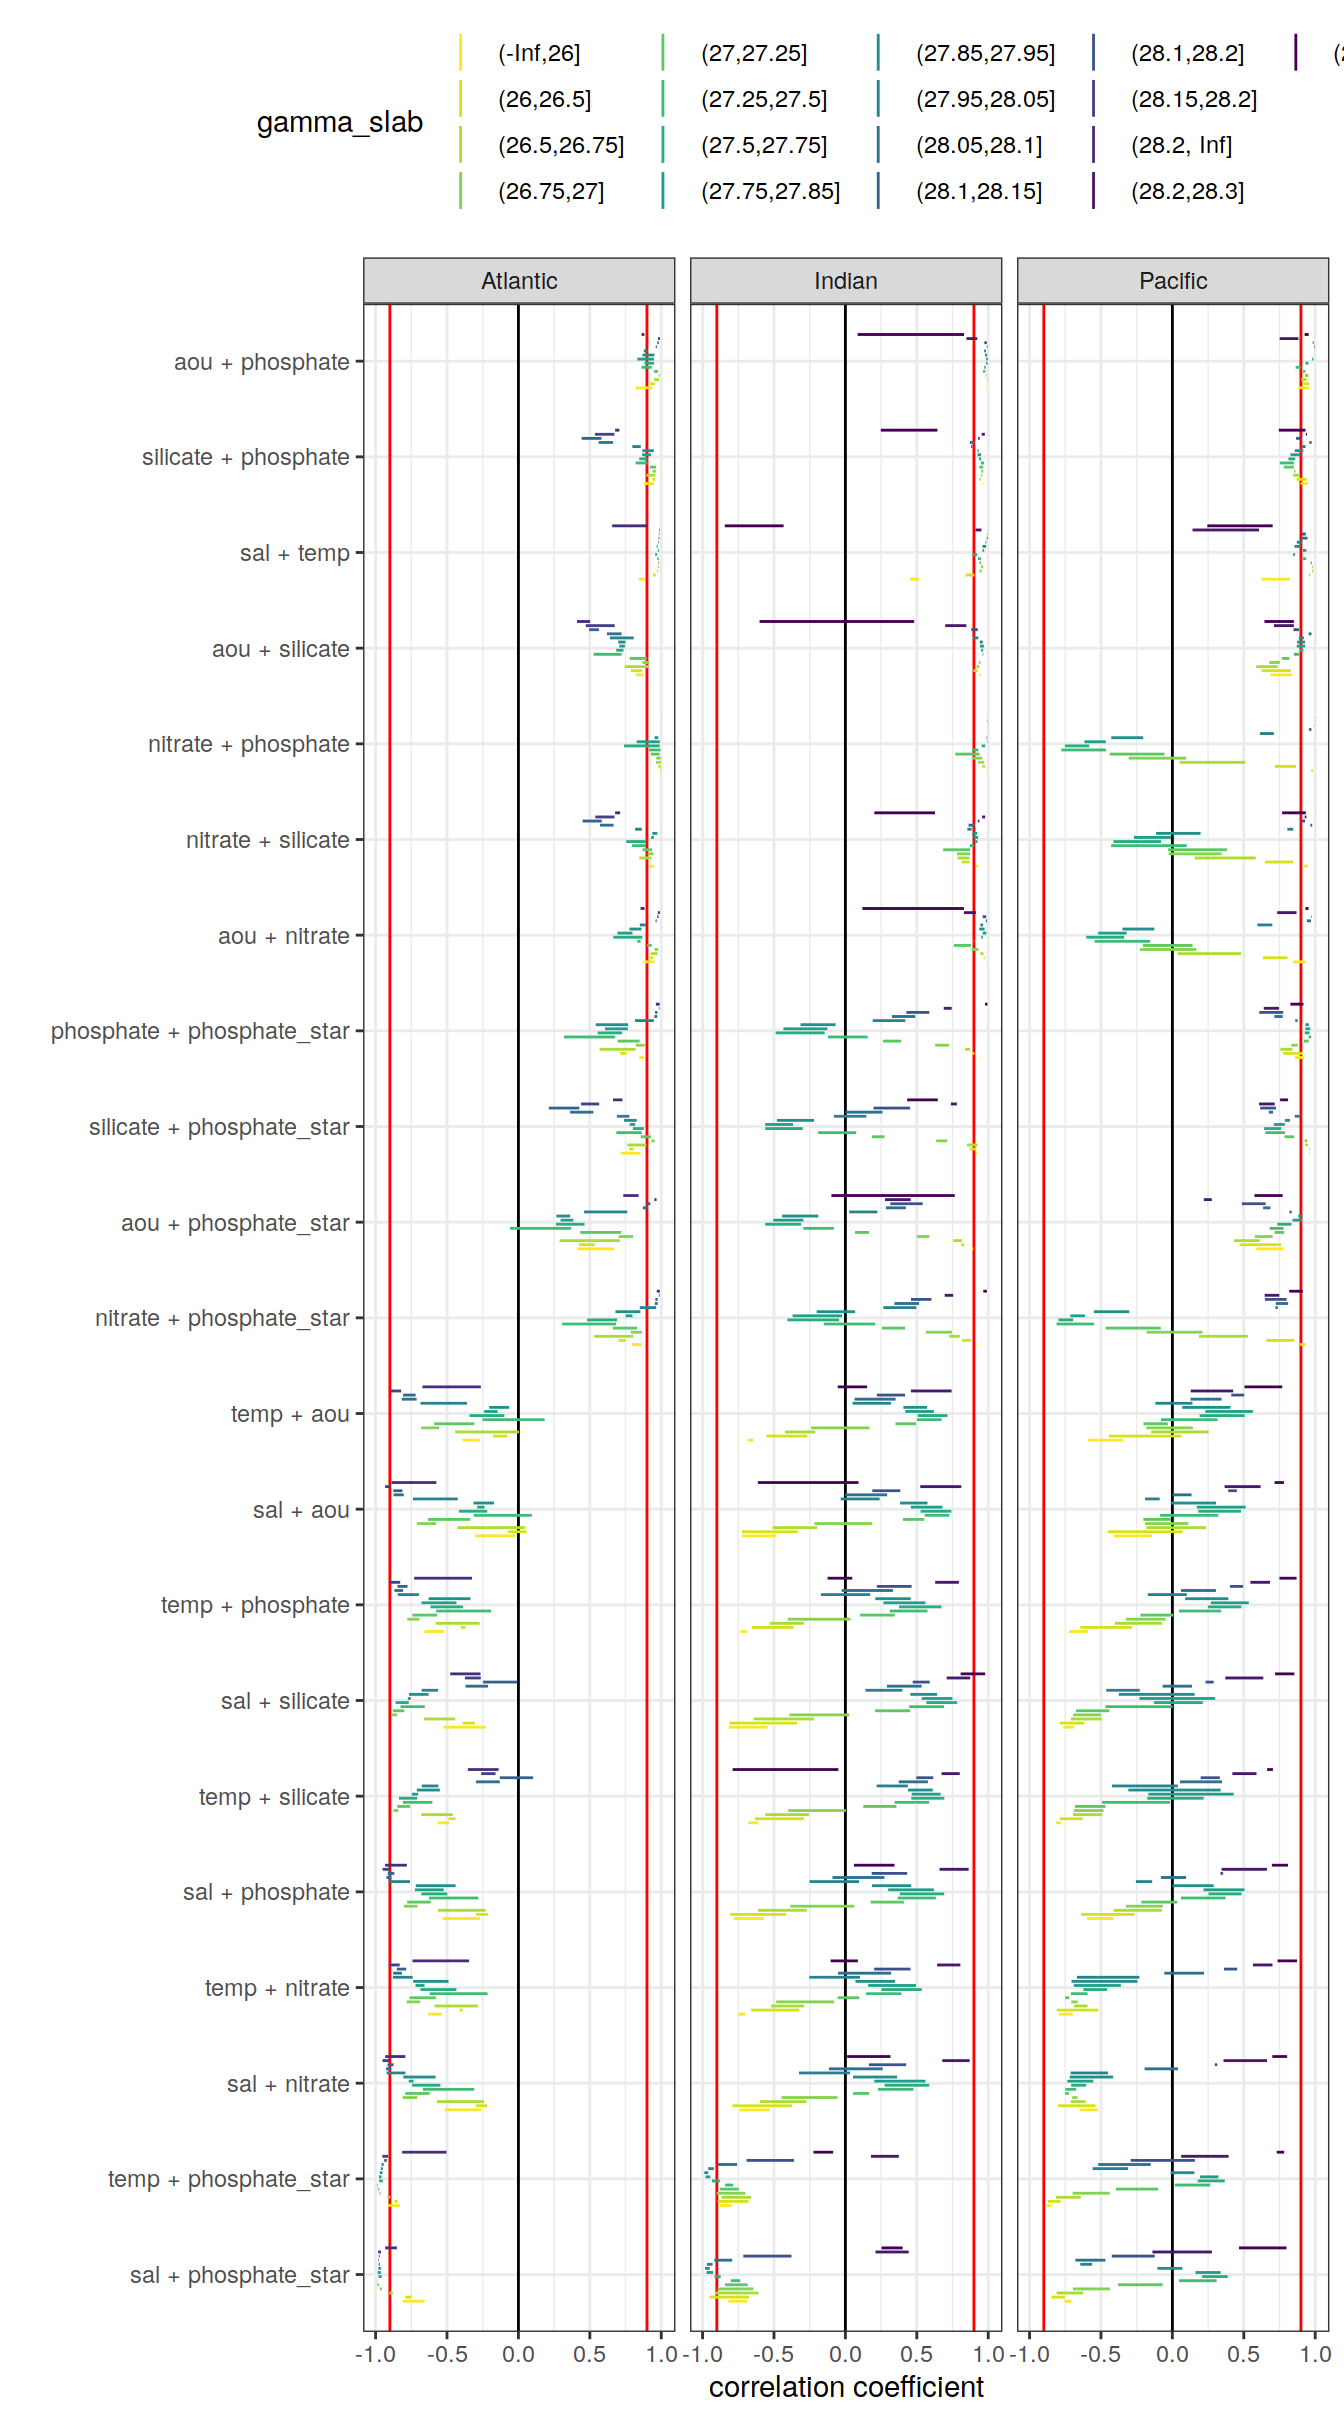 gamma_slab
(-Inf,26] (27,27.25] (27.85,27.95] (28.1,28.2]
(26,26.5] (27.25,27.5] (27.95,28.05] (28.15,28.2]
(26.5,26.75] (27.5,27.75] (28.05,28.1] (28.2, Inf]
(26.75,27] (27.75,27.85] (28.1,28.15] (28.2,28.3]
Atlantic Indian Pacific
aou + phosphate
silicate + phosphate
sal + temp
aou + silicate
nitrate + phosphate
nitrate + silicate
aou + nitrate
phosphate + phosphate_star
silicate + phosphate_star
aou + phosphate_star
nitrate + phosphate_star
temp + aou
sal + aou
temp + phosphate
sal + silicate
temp + silicate
sal + phosphate
temp + nitrate
sal + nitrate
temp + phosphate_star
sal + phosphate_star
-1.0 -0.5 0.0 0.5 1.0 -1.0 -0.5 0.0 0.5 1.0 -1.0 -0.5 0.0 0.5 1.0
correlation coefficient